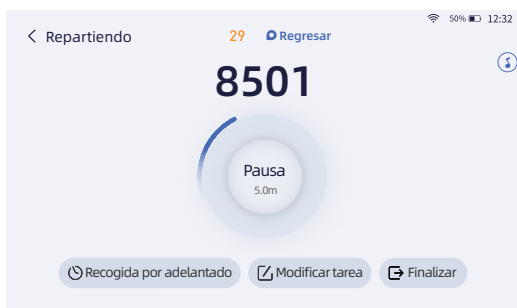 50% 12:32
Repartiendo 29 Regresar
8501
Pausa
5.0m
Recogida por adelantado Modificar tarea Finalizar